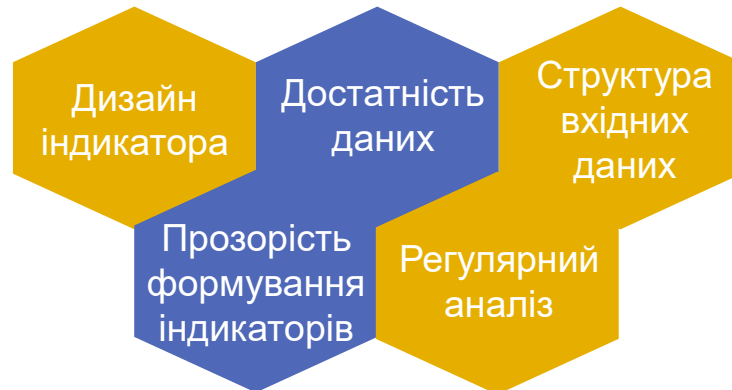 Дизайн
індикатора
Достатність
даних
Структура
вхідних
даних
Прозорість
формування
індикаторів
Регулярний
аналіз